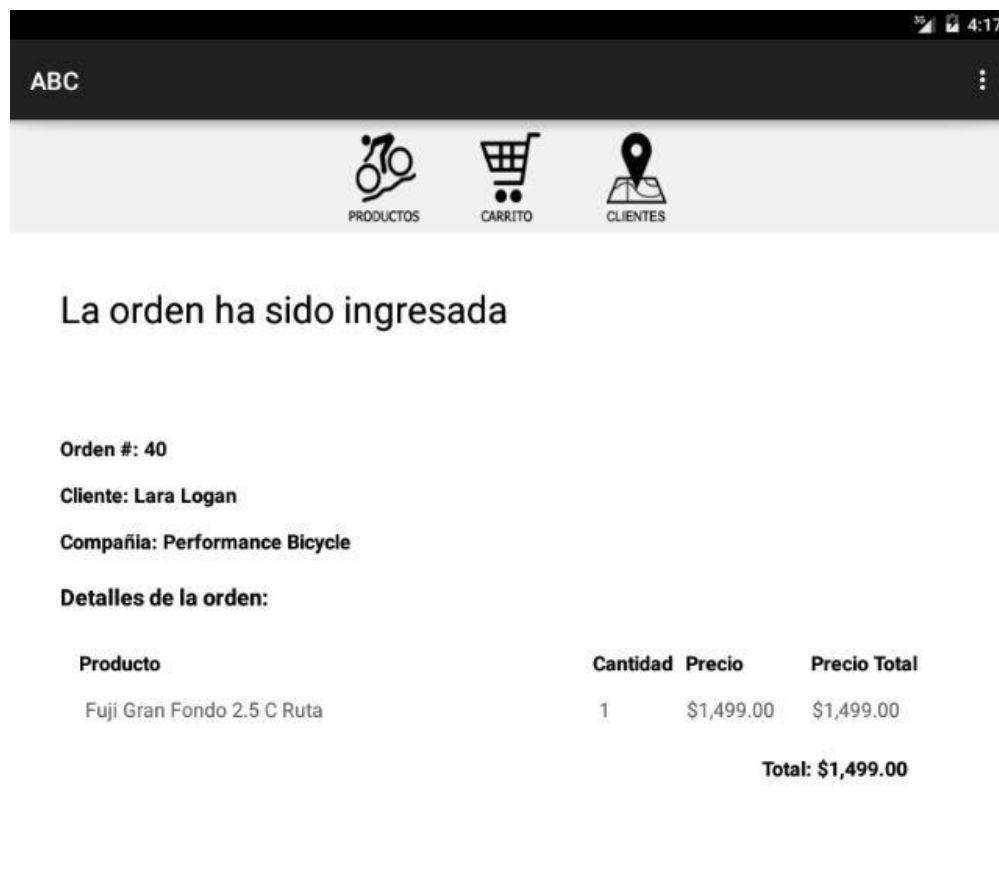 3G 4:17
ABC
PRODUCTOS CARRITO CLIENTES
La orden ha sido ingresada
Orden #: 40
Cliente: Lara Logan
Compañia: Performance Bicycle
Detalles de la orden:
Producto Cantidad Precio Precio Total
Fuji Gran Fondo 2.5 C Ruta 1 $1,499.00 $1,499.00
Total: $1,499.00